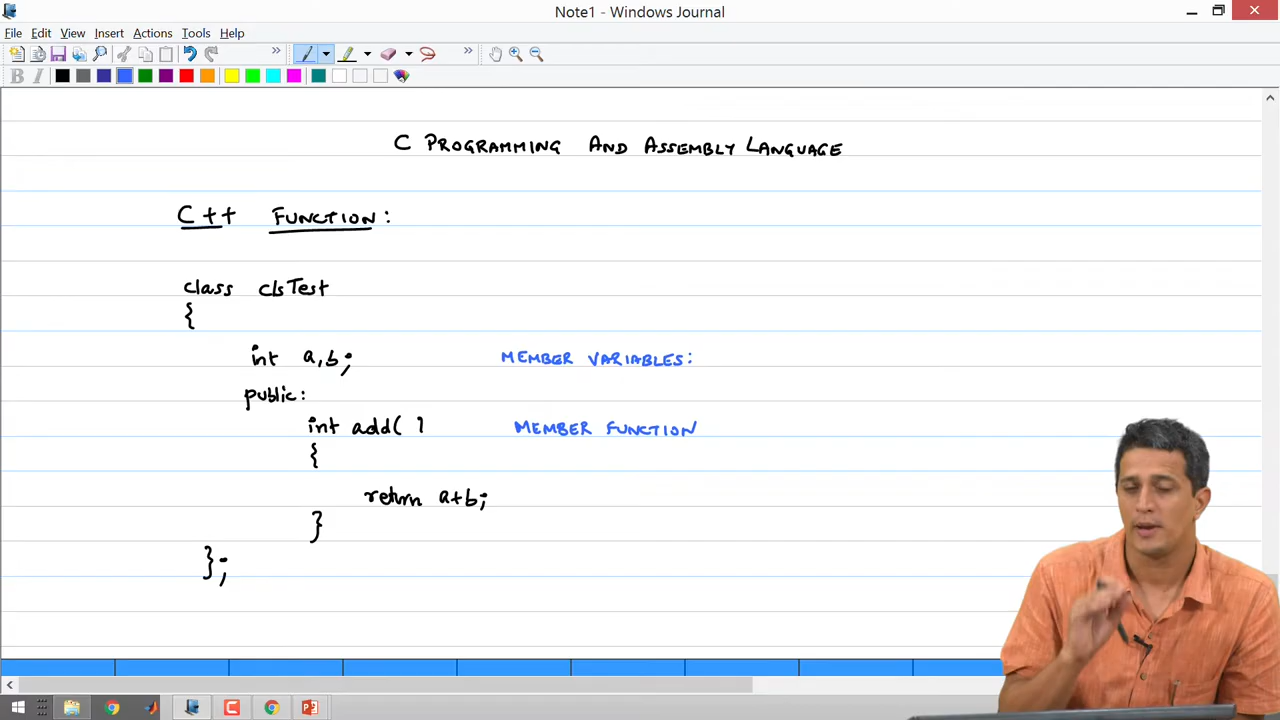 Note1 - Windows Journal
File Edit View Insert Actions Tools Help
C PROGRAMMING AND ASSEMBLY LANGUAGE
C++ FUNCTION:
class clsTest
{
int a,b; MEMBER VARIABLES:
public:
int add( ) MEMBER FUNCTION
{
return a+b;
}
};